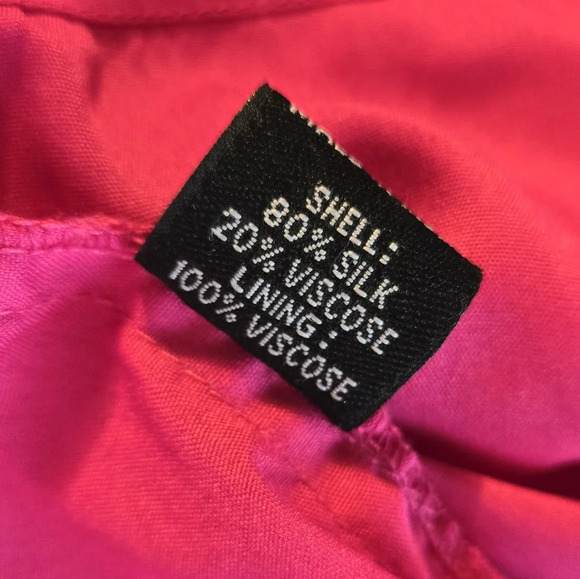 SHELL:
80% SILK
20% VISCOSE
LINING:
100% VISCOSE